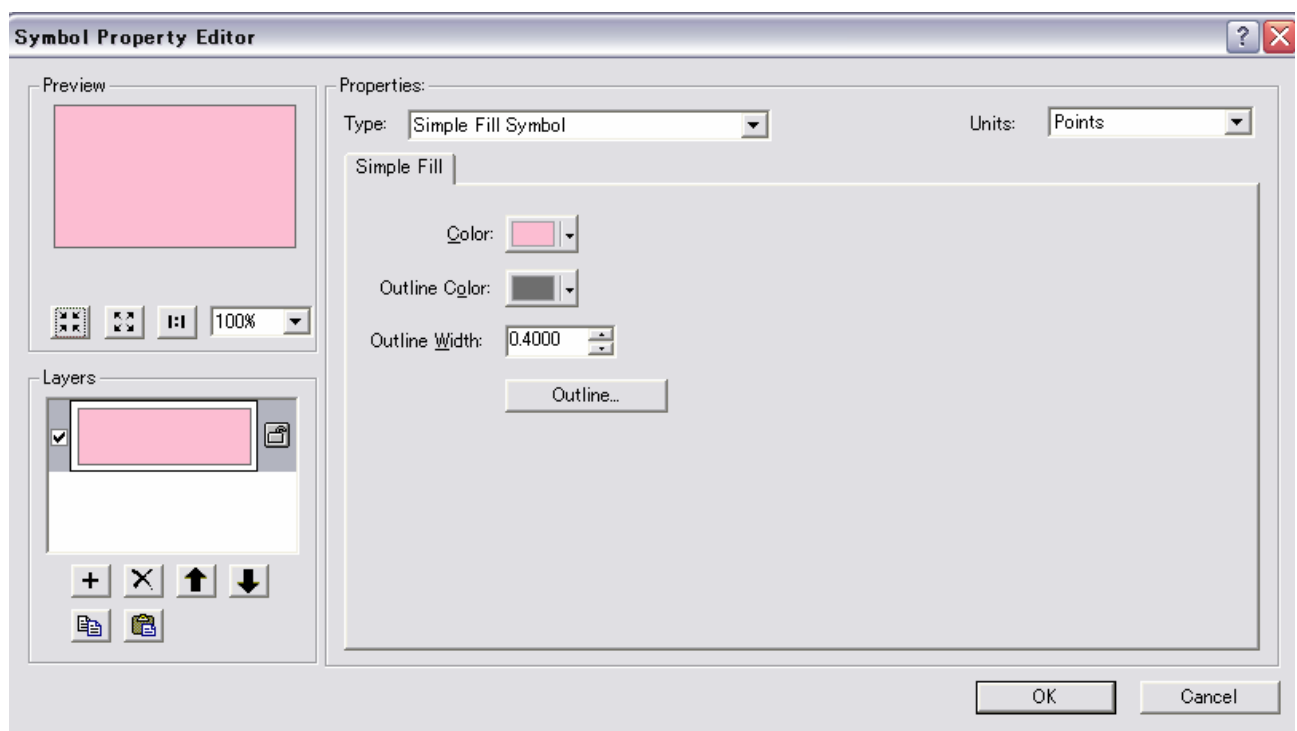 Symbol Property Editor
Preview
100%
Layers
Properties:
Type: Simple Fill Symbol
Units: Points
Simple Fill
Color:
Outline Color:
Outline Width: 0.4000
Outline...
OK
Cancel